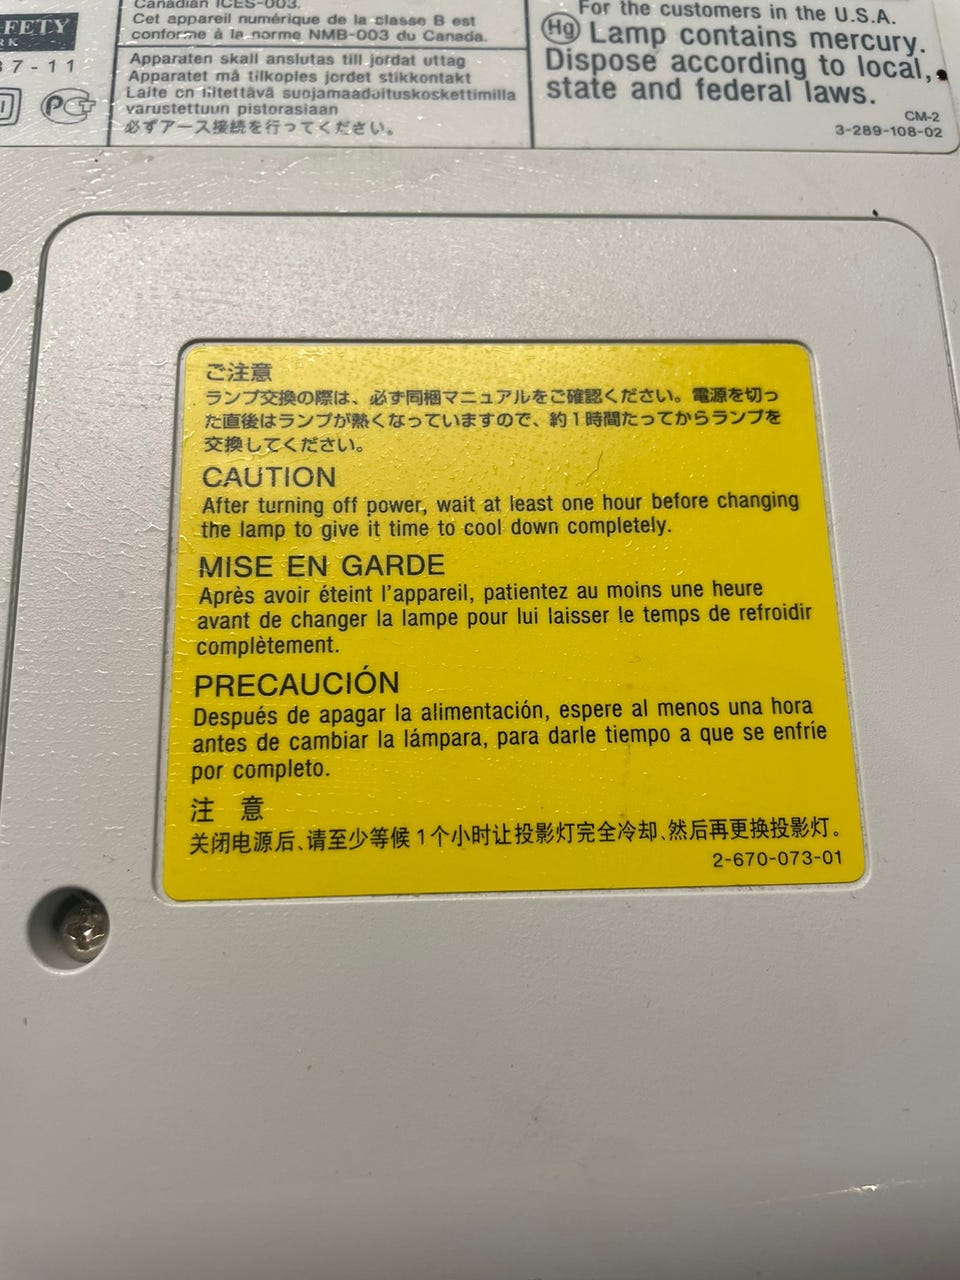 Canadian ICES-003.
Cet appareil numérique de la classe B est
conforme à la norme NMB-003 du Canada.
Apparaten skall anslutas till jordat uttag
Apparatet må tilkoples jordet stikkontakt
Laite on liitettävä suojamaadoituskoskettimilla
varustettuun pistorasiaan
必ずアース接続を行ってください。
For the customers in the U.S.A.
Hg Lamp contains mercury.
Dispose according to local,
state and federal laws.
CM-2
3-289-108-02
7-11
ご注意
ランプ交換の際は、必ず同梱マニュアルをご確認ください。電源を切っ
た直後はランプが熱くなっていますので、約1時間たってからランプを
交換してください。
CAUTION
After turning off power, wait at least one hour before changing
the lamp to give it time to cool down completely.
MISE EN GARDE
Après avoir éteint l'appareil, patientez au moins une heure
avant de changer la lampe pour lui laisser le temps de refroidir
complètement.
PRECAUCIÓN
Después de apagar la alimentación, espere al menos una hora
antes de cambiar la lámpara, para darle tiempo a que se enfríe
por completo.
注 意
关闭电源后、请至少等候1个小时让投影灯完全冷却、然后再更换投影灯。
2-670-073-01